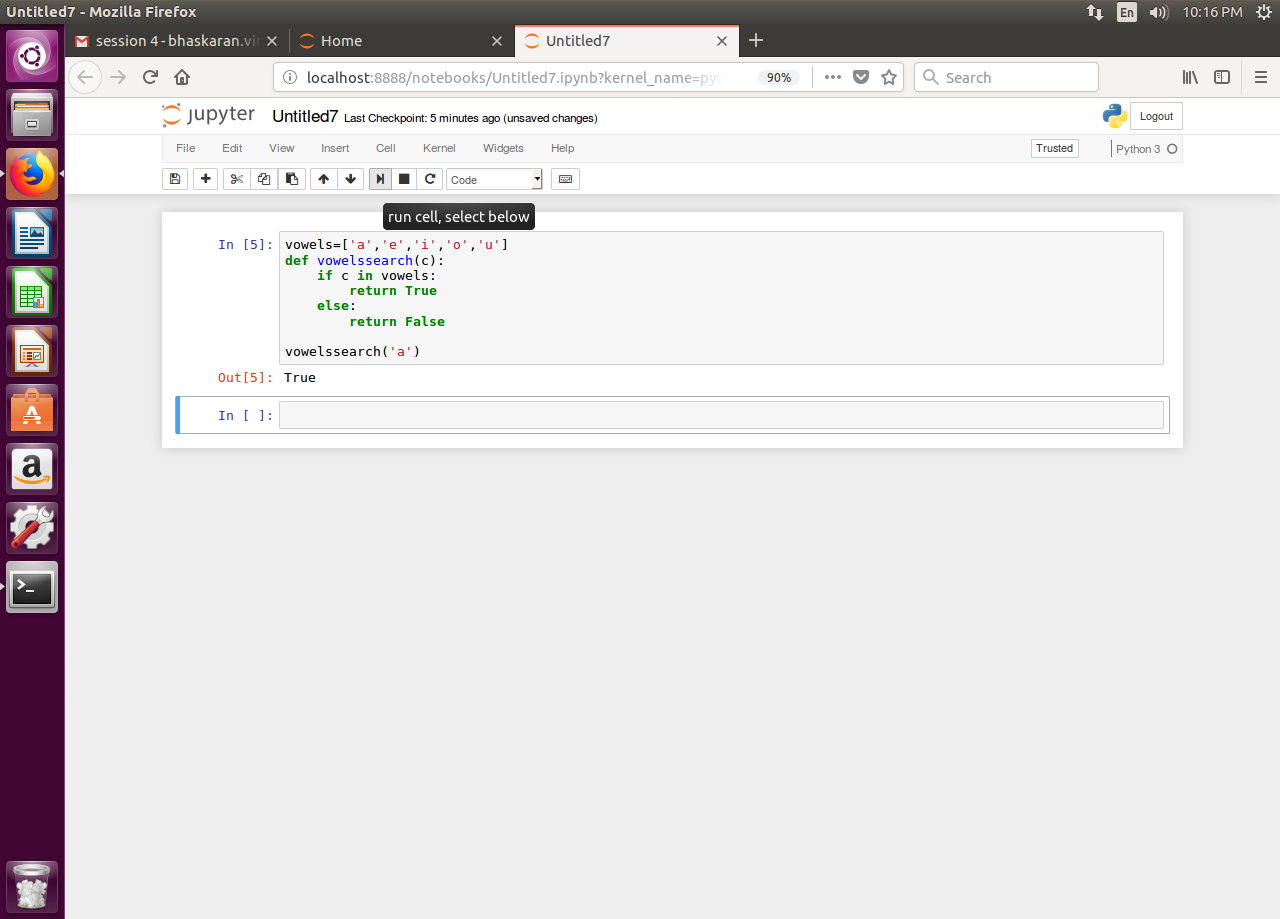 Untitled7 - Mozilla Firefox
En 10:16 PM
session 4 - bhaskaran.vi
Home
Untitled7
localhost:8888/notebooks/Untitled7.ipynb?kernel_name=pyt
90%
Search
jupyter
Untitled7 Last Checkpoint: 5 minutes ago (unsaved changes)
Logout
File Edit View Insert Cell Kernel Widgets Help
Trusted
Python 3
Code
run cell, select below
In [5]: vowels=['a','e','i','o','u']
def vowelssearch(c):
    if c in vowels:
        return True
    else:
        return False
vowelssearch('a')
Out[5]: True
In [ ]: